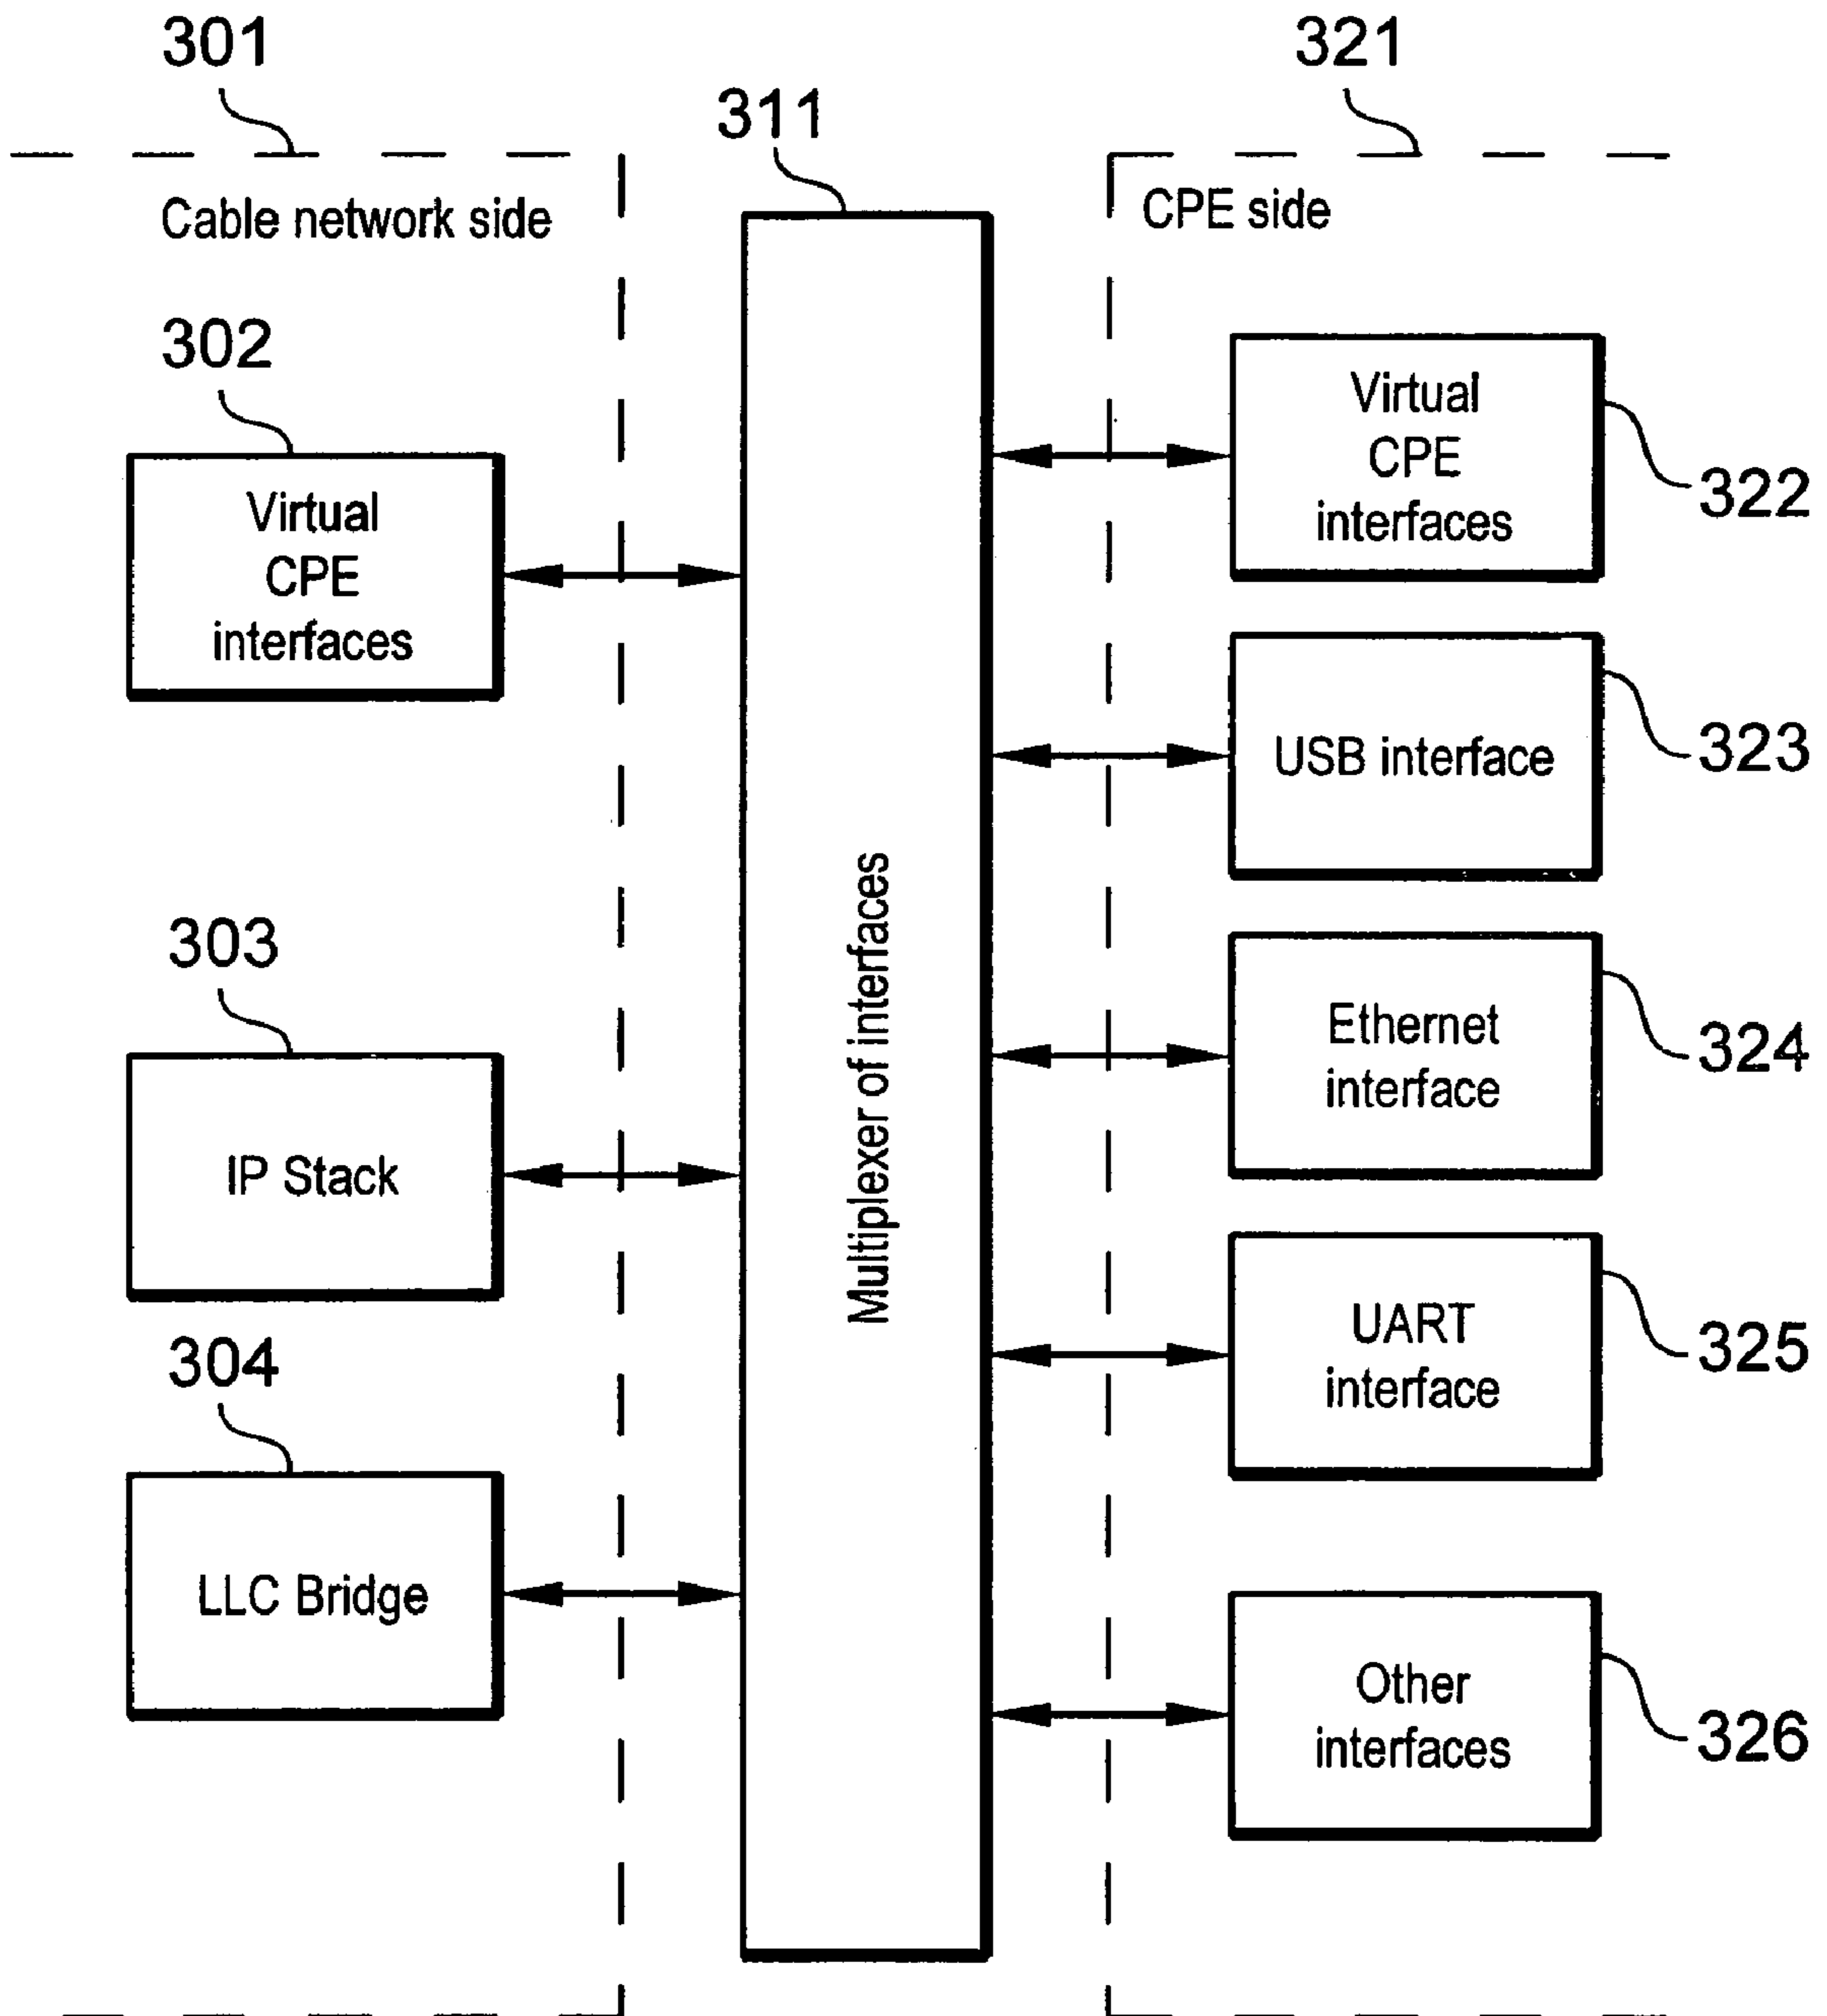 301
321
311
Cable network side
CPE side
302
Virtual
CPE
interfaces
303
IP Stack
304
LLC Bridge
Multiplexer of interfaces
Virtual
CPE
interfaces
322
USB interface
323
Ethernet
interface
324
UART
interface
325
Other
interfaces
326